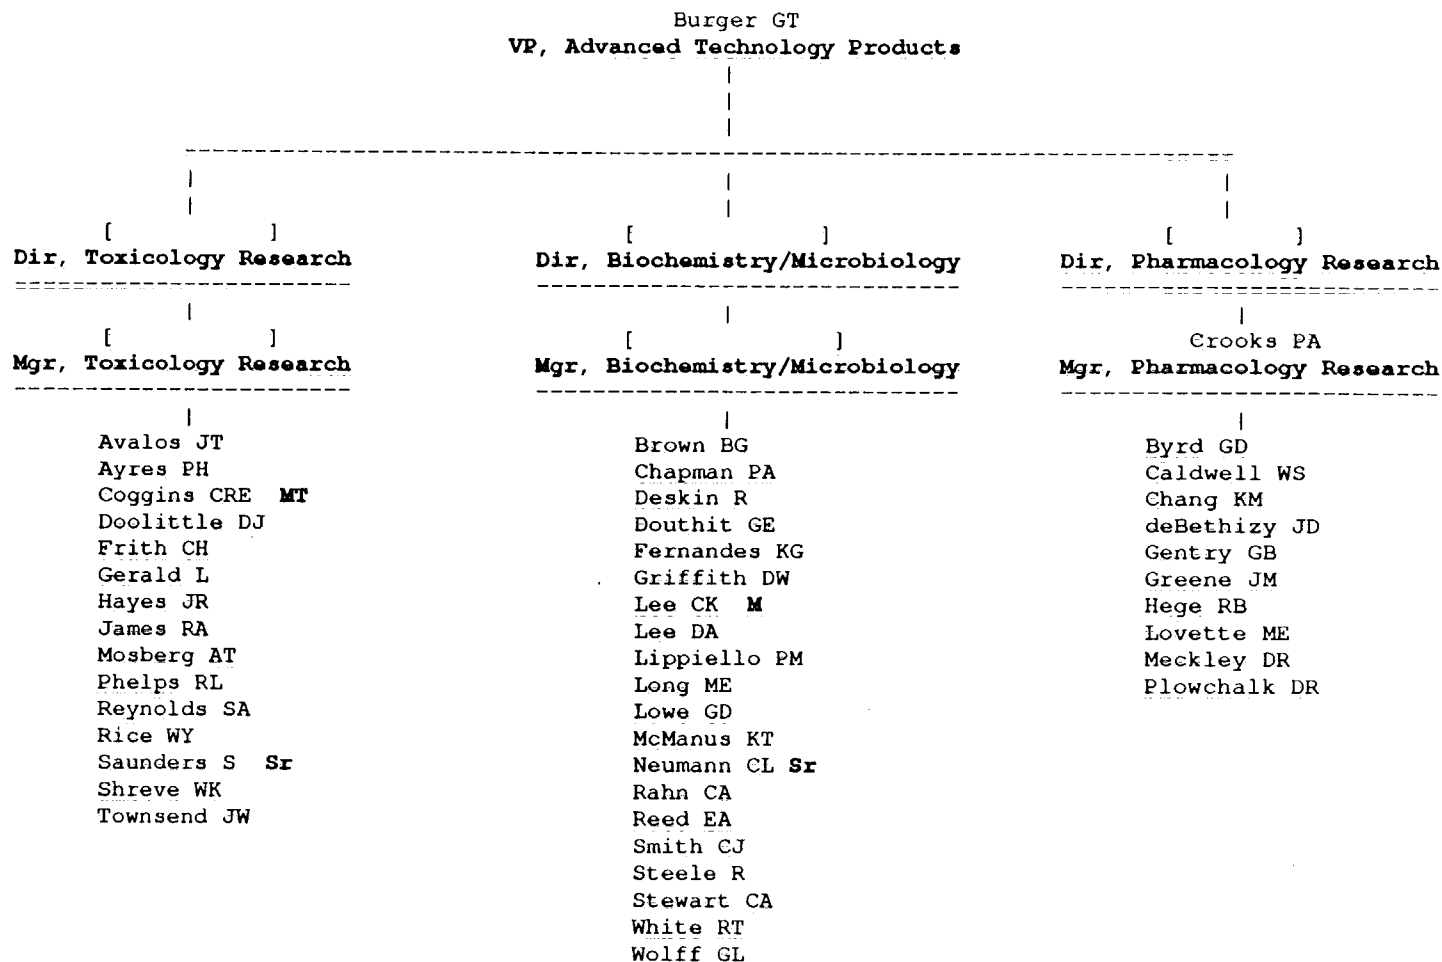 Burger GT
VP, Advanced Technology Products
[ ]
Dir, Toxicology Research
[ ]
Mgr, Toxicology Research
Avalos JT
Ayres PH
Coggins CRE MT
Doolittle DJ
Frith CH
Gerald L
Hayes JR
James RA
Mosberg AT
Phelps RL
Reynolds SA
Rice WY
Saunders S Sr
Shreve WK
Townsend JW
[ ]
Dir, Biochemistry/Microbiology
[ ]
Mgr, Biochemistry/Microbiology
Brown BG
Chapman PA
Deskin R
Douthit GE
Fernandes KG
Griffith DW
Lee CK M
Lee DA
Lippiello PM
Long ME
Lowe GD
McManus KT
Neumann CL Sr
Rahn CA
Reed EA
Smith CJ
Steele R
Stewart CA
White RT
Wolff GL
[ ]
Dir, Pharmacology Research
Crooks PA
Mgr, Pharmacology Research
Byrd GD
Caldwell WS
Chang KM
deBethizy JD
Gentry GB
Greene JM
Hege RB
Lovette ME
Meckley DR
Plowchalk DR